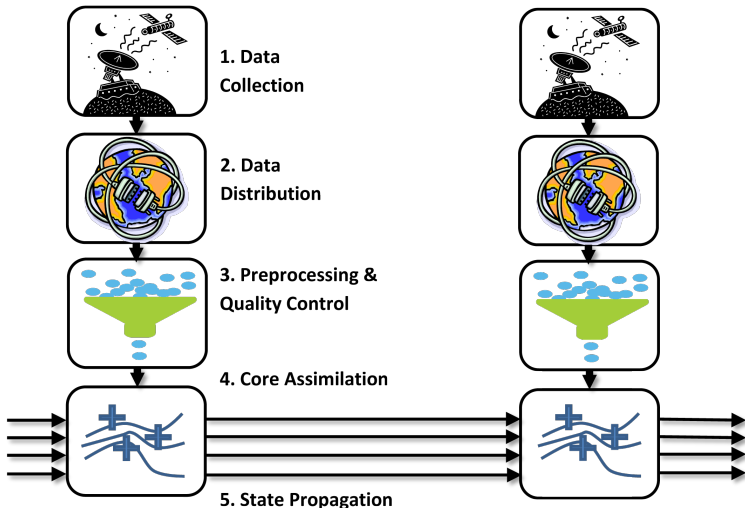 1. Data
Collection
2. Data
Distribution
3. Preprocessing &
Quality Control
4. Core Assimilation
5. State Propagation